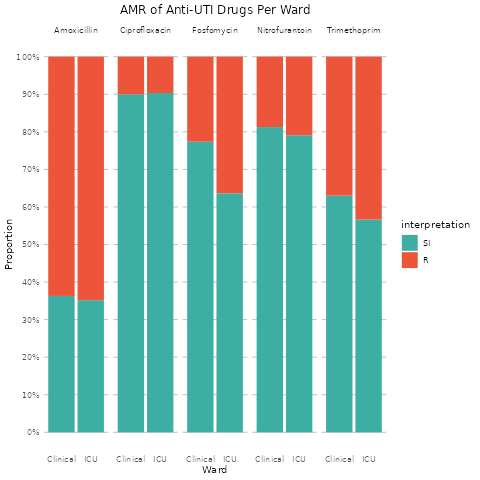 AMR of Anti-UTI Drugs Per Ward
Amoxicillin Ciprofloxacin Fosfomycin Nitrofurantoin Trimethoprim
100%
90%
80%
70%
60%
50%
40%
30%
20%
10%
0%
Proportion
interpretation
SI
R
Clinical ICU Clinical ICU Clinical ICU Clinical ICU Clinical ICU
Ward